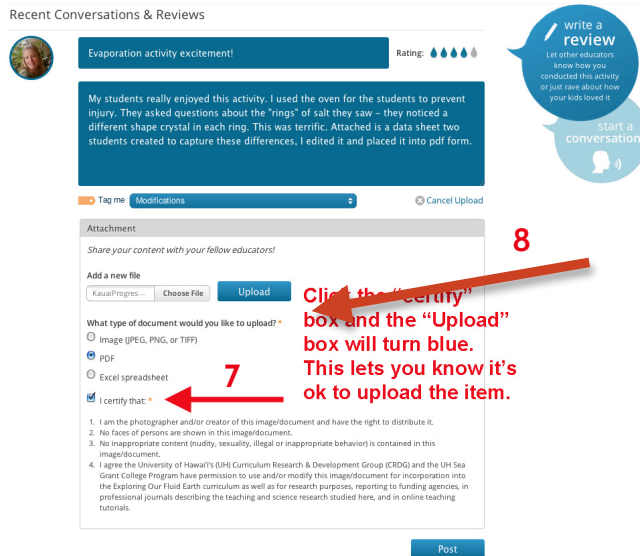 Recent Conversations & Reviews
Evaporation activity excitement!
Rating:
My students really enjoyed this activity. I used the oven for the students to prevent
injury. They asked questions about the "rings" of salt they saw – they noticed a
different shape crystal in each ring. This was terrific. Attached is a data sheet two
students created to capture these differences, I edited it and placed it into pdf form.
write a
review
Let other educators
know how you
conducted this activity
or just rave about how
your kids loved it
start a
conversation
Tag me
Modifications
Cancel Upload
Attachment
Share your content with your fellow educators!
Add a new file
KauaiProgres...
Choose File
Upload
8
Click the “certify”
box and the “Upload”
box will turn blue.
This lets you know it’s
ok to upload the item.
What type of document would you like to upload? *
Image (JPEG, PNG, or TIFF)
PDF
Excel spreadsheet
7
I certify that: *
1. I am the photographer and/or creator of this image/document and have the right to distribute it.
2. No faces of persons are shown in this image/document.
3. No inappropriate content (nudity, sexuality, illegal or inappropriate behavior) is contained in this
image/document.
4. I agree the University of Hawai‘i's (UH) Curriculum Research & Development Group (CRDG) and the UH Sea
Grant College Program have permission to use and/or modify this image/document for incorporation into
the Exploring Our Fluid Earth curriculum as well as for research purposes, reporting to funding agencies, in
professional journals describing the teaching and science research studied here, and in online teaching
tutorials.
Post